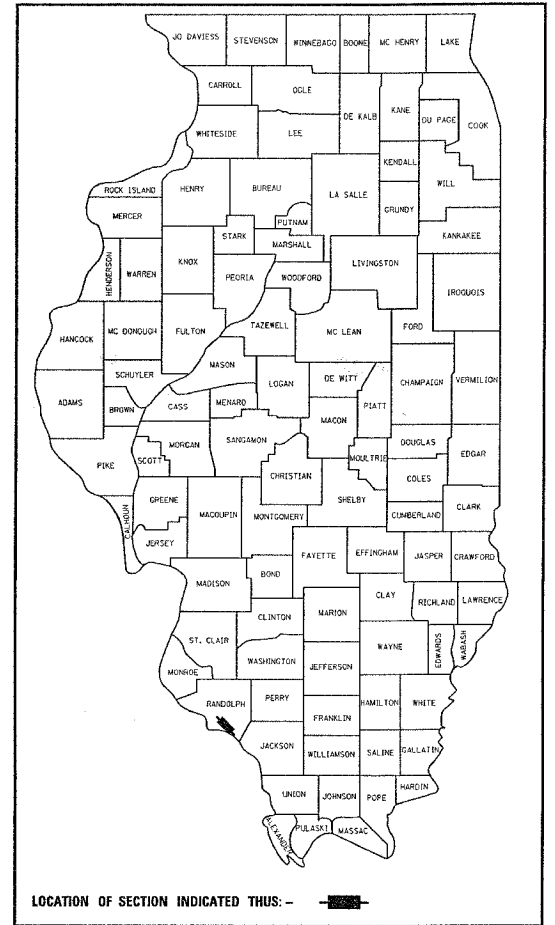 JO DAVIESS
STEVENSON
WINNEBAGO
BOONE
MC HENRY
LAKE
CARROLL
OGLE
DE KALB
KANE
DU PAGE
COOK
WHITESIDE
LEE
KENDALL
WILL
ROCK ISLAND
HENRY
BUREAU
LA SALLE
GRUNDY
MERCER
PUTNAM
KANKAKEE
STARK
MARSHALL
HENDERSON
WARREN
KNOX
PEORIA
WOODFORD
LIVINGSTON
IROQUOIS
HANCOCK
MC DONOUGH
FULTON
TAZEWELL
MC LEAN
FORD
MASON
SCHUYLER
LOGAN
DE WITT
CHAMPAIGN
VERMILION
ADAMS
BROWN
CASS
MENARD
PIATT
MACON
MORGAN
SANGAMON
DOUGLAS
PIKE
SCOTT
CHRISTIAN
MOULTRIE
EDGAR
COLES
GREENE
MACOUPIN
MONTGOMERY
SHELBY
CUMBERLAND
CLARK
CALHOUN
JERSEY
FAYETTE
EFFINGHAM
JASPER
CRAWFORD
MADISON
BOND
CLAY
RICHLAND
LAWRENCE
CLINTON
MARION
ST. CLAIR
WAYNE
EDWARDS
WABASH
WASHINGTON
JEFFERSON
MONROE
RANDOLPH
PERRY
HAMILTON
WHITE
FRANKLIN
JACKSON
WILLIAMSON
SALINE
GALLATIN
HARDIN
UNION
JOHNSON
POPE
ALEXANDER
PULASKI
MASSAC
LOCATION OF SECTION INDICATED THUS: -